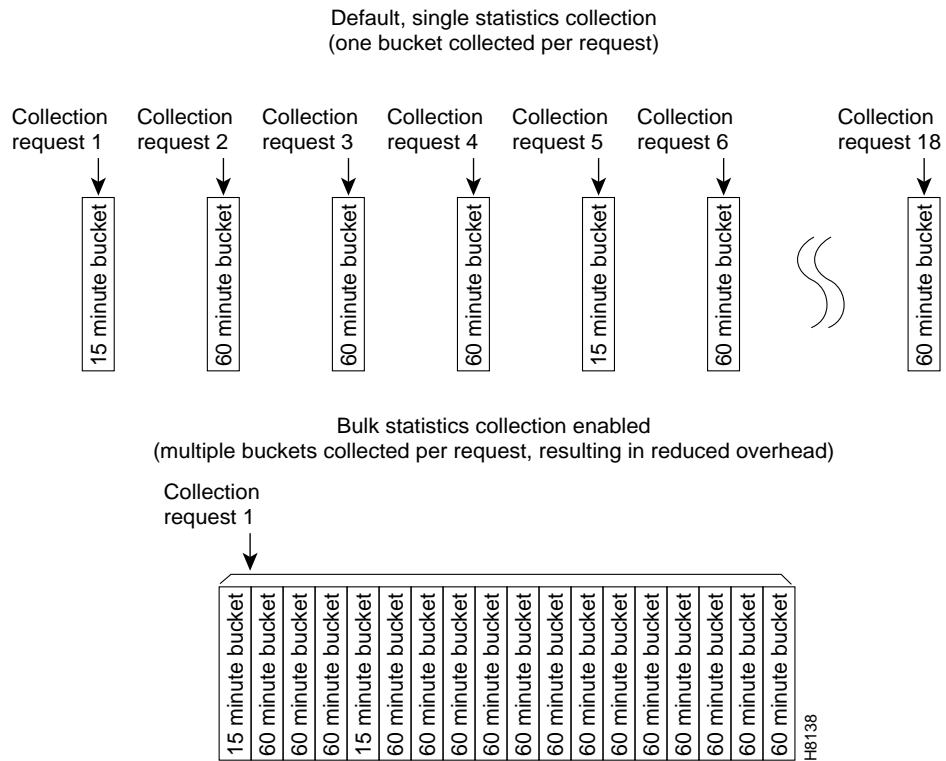 Default, single statistics collection
(one bucket collected per request)
Collection
request 1
Collection
request 2
Collection
request 3
Collection
request 4
Collection
request 5
Collection
request 6
Collection
request 18
15 minute bucket
60 minute bucket
60 minute bucket
60 minute bucket
15 minute bucket
60 minute bucket
60 minute bucket
Bulk statistics collection enabled
(multiple buckets collected per request, resulting in reduced overhead)
Collection
request 1
15 minute bucket
60 minute bucket
60 minute bucket
60 minute bucket
15 minute bucket
60 minute bucket
60 minute bucket
60 minute bucket
60 minute bucket
60 minute bucket
60 minute bucket
60 minute bucket
60 minute bucket
60 minute bucket
60 minute bucket
60 minute bucket
60 minute bucket
60 minute bucket
H8138